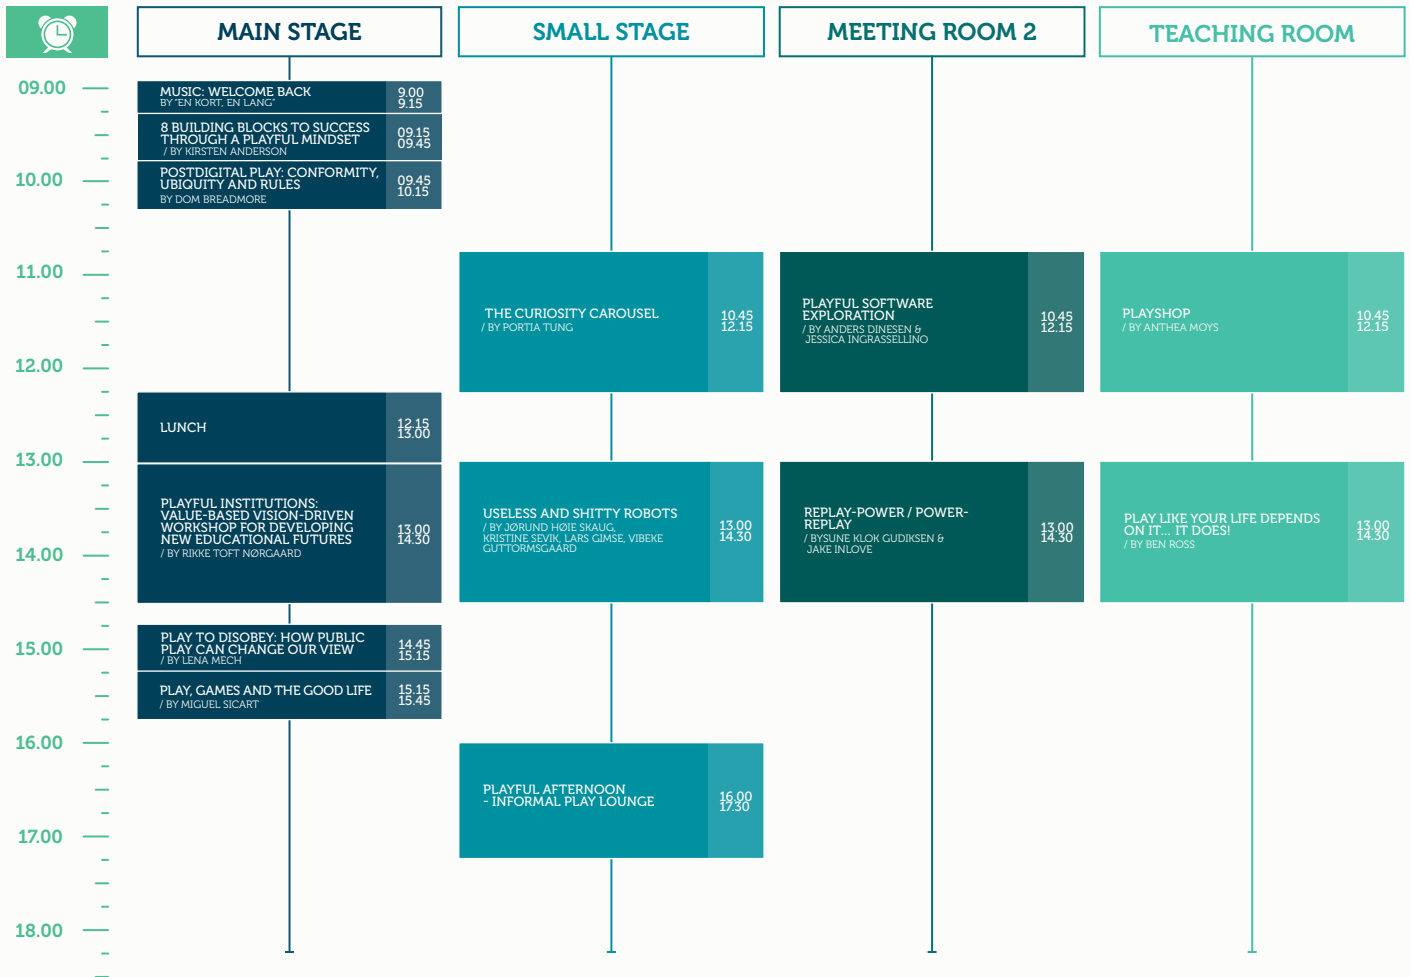 MAIN STAGE
SMALL STAGE
MEETING ROOM 2
TEACHING ROOM
09.00
10.00
11.00
12.00
13.00
14.00
15.00
16.00
17.00
18.00
MUSIC: WELCOME BACK
BY "EN KORT, EN LANG"
9.00
9.15
8 BUILDING BLOCKS TO SUCCESS
THROUGH A PLAYFUL MINDSET
/ BY KIRSTEN ANDERSON
09.15
09.45
POSTDIGITAL PLAY: CONFORMITY,
UBIQUITY AND RULES
BY DOM BREADMORE
09.45
10.15
LUNCH
12.15
13.00
PLAYFUL INSTITUTIONS:
VALUE-BASED VISION-DRIVEN
WORKSHOP FOR DEVELOPING
NEW EDUCATIONAL FUTURES
/ BY RIKKE TOFT NØRGAARD
13.00
14.30
PLAY TO DISOBEY: HOW PUBLIC
PLAY CAN CHANGE OUR VIEW
/ BY LENA MECH
14.45
15.15
PLAY, GAMES AND THE GOOD LIFE
/ BY MIGUEL SICART
15.15
15.45
THE CURIOSITY CAROUSEL
/ BY PORTIA TUNG
10.45
12.15
USELESS AND SHITTY ROBOTS
/ BY JØRUND HØIE SKAUG,
KRISTINE SEVIK, LARS GIMSE, VIBEKE
GUTTORMSGAARD
13.00
14.30
PLAYFUL AFTERNOON
- INFORMAL PLAY LOUNGE
16.00
17.30
PLAYFUL SOFTWARE
EXPLORATION
/ BY ANDERS DINESEN &
JESSICA INGRASSELLINO
10.45
12.15
REPLAY-POWER / POWER-
REPLAY
/ BYSUNE KLOK GUDIKSEN &
JAKE INLOVE
13.00
14.30
PLAYSHOP
/ BY ANTHEA MOYS
10.45
12.15
PLAY LIKE YOUR LIFE DEPENDS
ON IT... IT DOES!
/ BY BEN ROSS
13.00
14.30